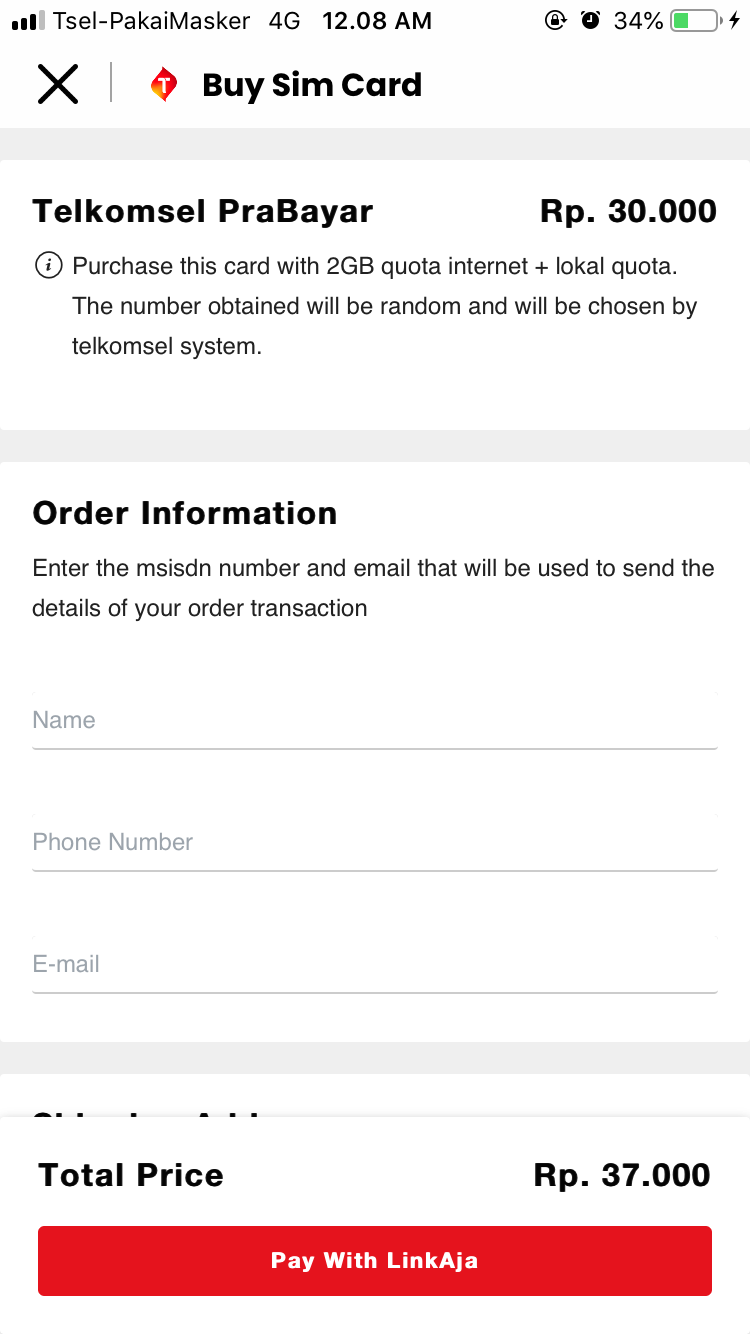 Tsel-PakaiMasker 4G 12.08 AM 34%
Buy Sim Card
Telkomsel PraBayar Rp. 30.000
Purchase this card with 2GB quota internet + lokal quota.
The number obtained will be random and will be chosen by
telkomsel system.
Order Information
Enter the msisdn number and email that will be used to send the
details of your order transaction
Name
Phone Number
E-mail
Total Price Rp. 37.000
Pay With LinkAja